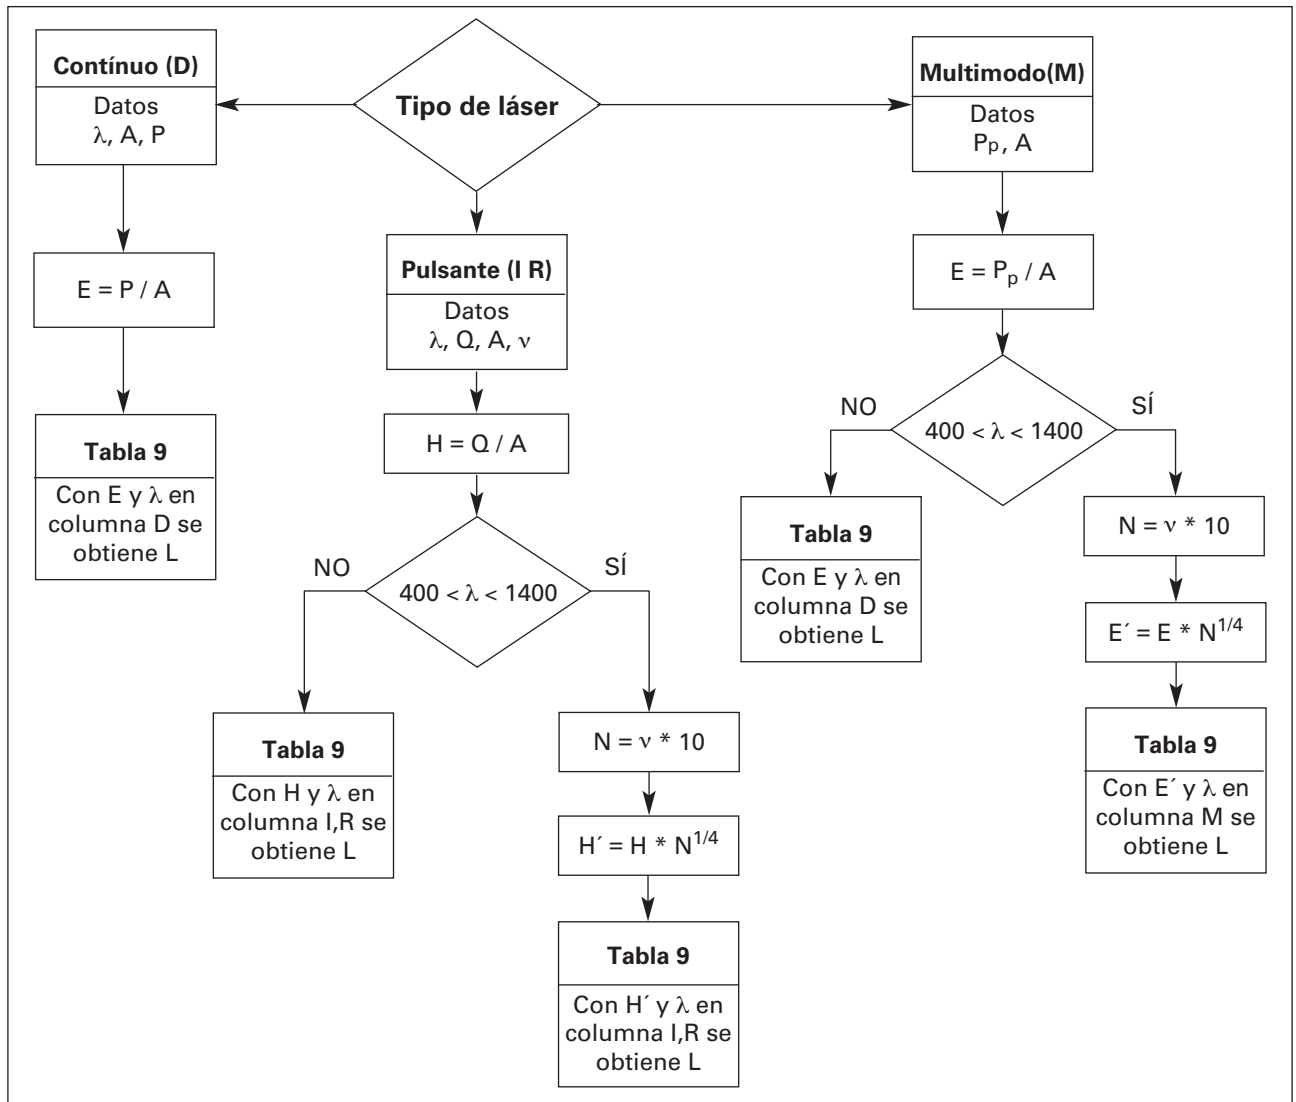 Tipo de láser
Contínuo (D)
Datos
λ, A, P
E = P / A
Tabla 9
Con E y λ en
columna D se
obtiene L
Pulsante (I R)
Datos
λ, Q, A, ν
H = Q / A
400 < λ < 1400
NO
SÍ
Tabla 9
Con H y λ en
columna I,R se
obtiene L
N = ν * 10
H´ = H * N^1/4
Tabla 9
Con H´ y λ en
columna I,R se
obtiene L
Multimodo(M)
Datos
Pp, A
E = Pp / A
400 < λ < 1400
NO
SÍ
Tabla 9
Con E y λ en
columna D se
obtiene L
N = ν * 10
E´ = E * N^1/4
Tabla 9
Con E´ y λ en
columna M se
obtiene L